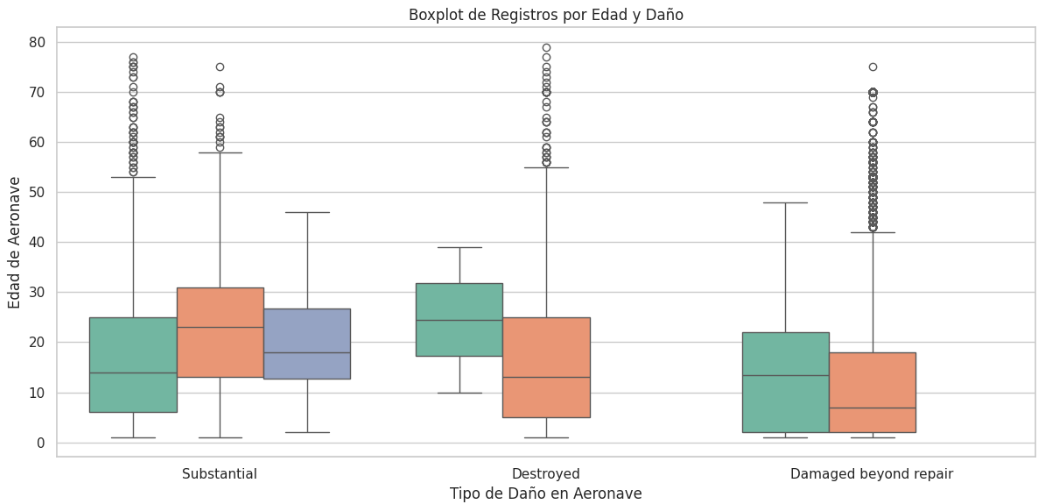 Boxplot de Registros por Edad y Daño
Edad de Aeronave
80
70
60
50
40
30
20
10
0
Substantial
Destroyed
Damaged beyond repair
Tipo de Daño en Aeronave